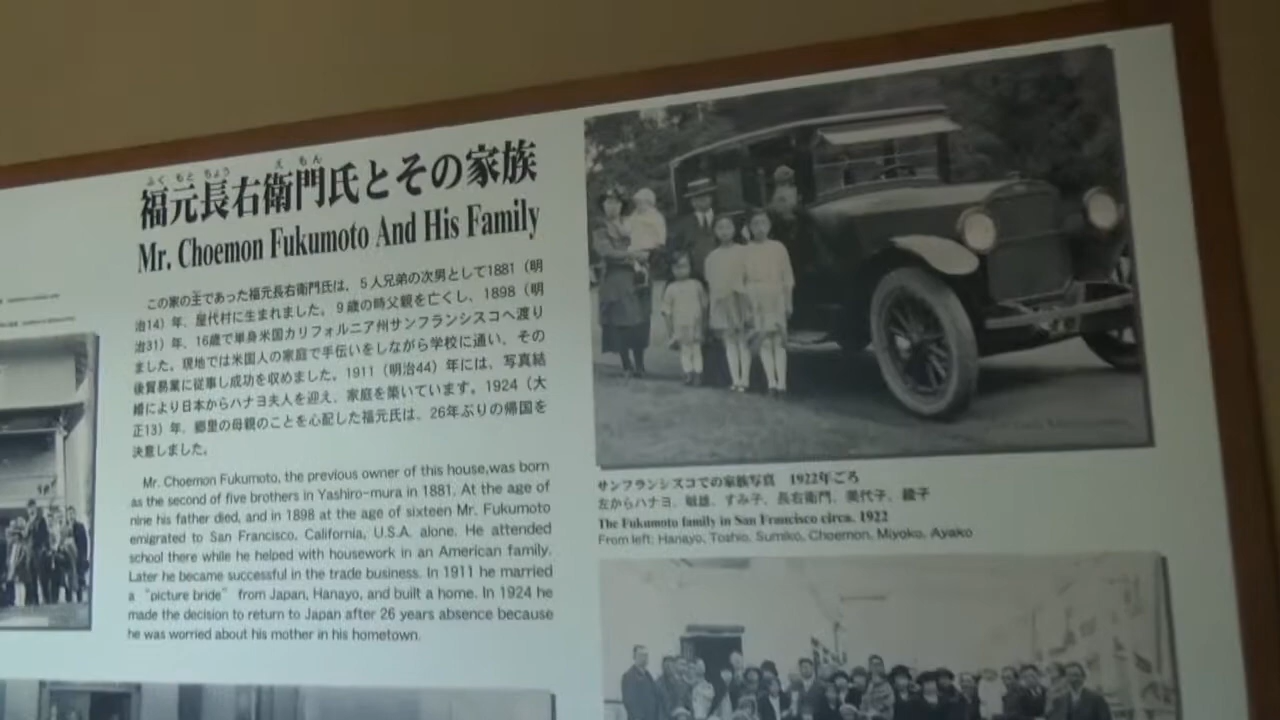 福元長右衛門氏とその家族
ふくもとちょう えもん
Mr. Choemon Fukumoto And His Family
この家の主であった福元長右衛門氏は、5人兄弟の次男として1881（明
治14）年、屋代村に生まれました。9歳の時父親を亡くし、1898（明
治31）年、16歳で単身米国カリフォルニア州サンフランシスコへ渡り
ました。現地では米国人の家庭で手伝いをしながら学校に通い、その
後貿易業に従事し成功を収めました。1911（明治44）年には、写真結
婚により日本からハナヨ夫人を迎え、家庭を築いています。1924（大
正13）年、郷里の母親のことを心配した福元氏は、26年ぶりの帰国を
決意しました。
Mr. Choemon Fukumoto, the previous owner of this house,was born
as the second of five brothers in Yashiro-mura in 1881. At the age of
nine his father died, and in 1898 at the age of sixteen Mr. Fukumoto
emigrated to San Francisco, California, U.S.A. alone. He attended
school there while he helped with housework in an American family.
Later he became successful in the trade business. In 1911 he married
a “picture bride” from Japan, Hanayo, and built a home. In 1924 he
made the decision to return to Japan after 26 years absence because
he was worried about his mother in his hometown.
サンフランシスコでの家族写真　1922年ごろ
左からハナヨ、敏雄、すみ子、長右衛門、美代子、綾子
The Fukumoto family in San Francisco circa. 1922
From left: Hanayo, Toshio, Sumiko, Choemon, Miyoko, Ayako